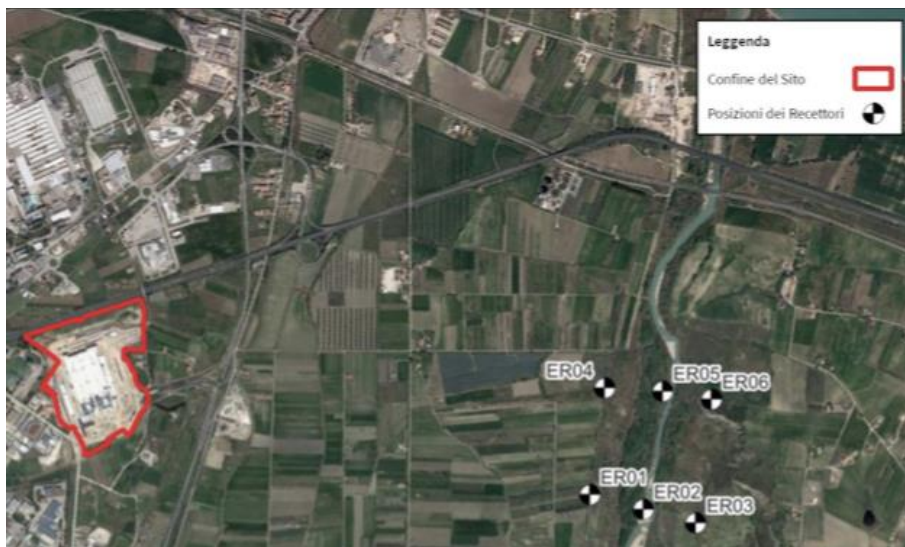 Leggenda
Confine del Sito
Posizioni dei Recettori
ER04
ER05
ER06
ER01
ER02
ER03